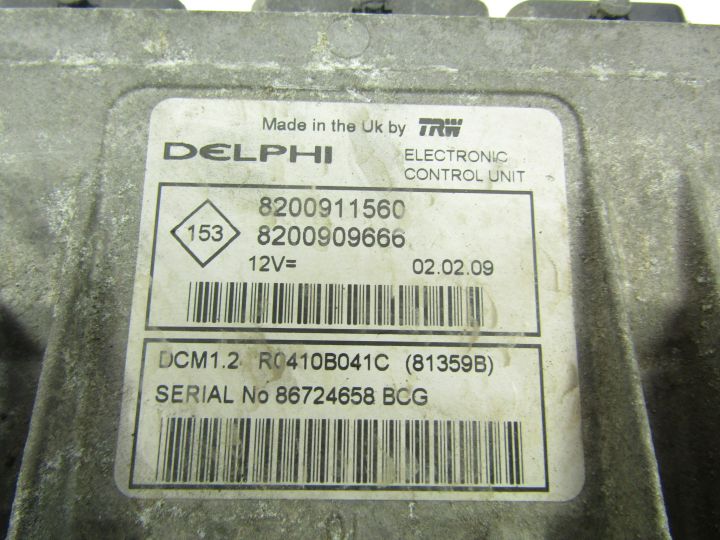 Made in the Uk by TRW
DELPHI ELECTRONIC
CONTROL UNIT
8200911560
153 8200909666
12V= 02.02.09
DCM1.2 R0410B041C (81359B)
SERIAL No 86724658 BCG